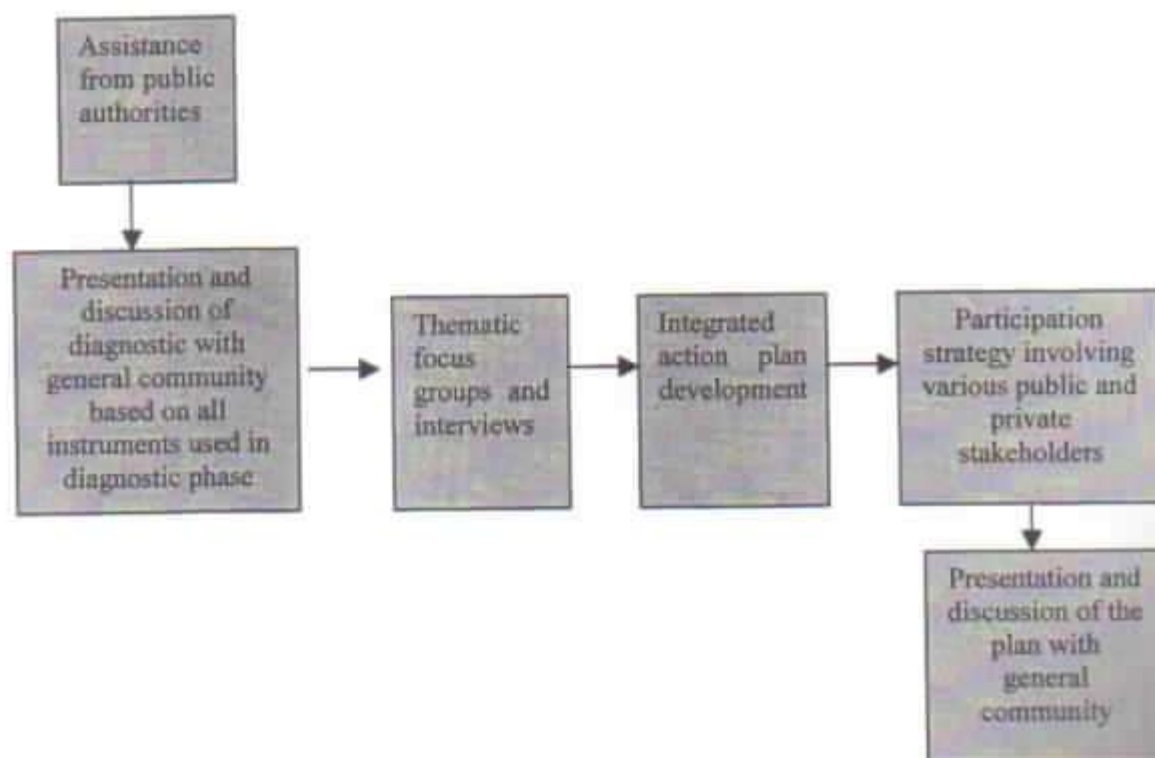 Assistance
from public
authorities
Presentation and
discussion of
diagnostic with
general community
based on all
instruments used in
diagnostic phase
Thematic
focus
groups and
interviews
Integrated
action plan
development
Participation
strategy involving
various public and
private
stakeholders
Presentation and
discussion of the
plan with
general
community